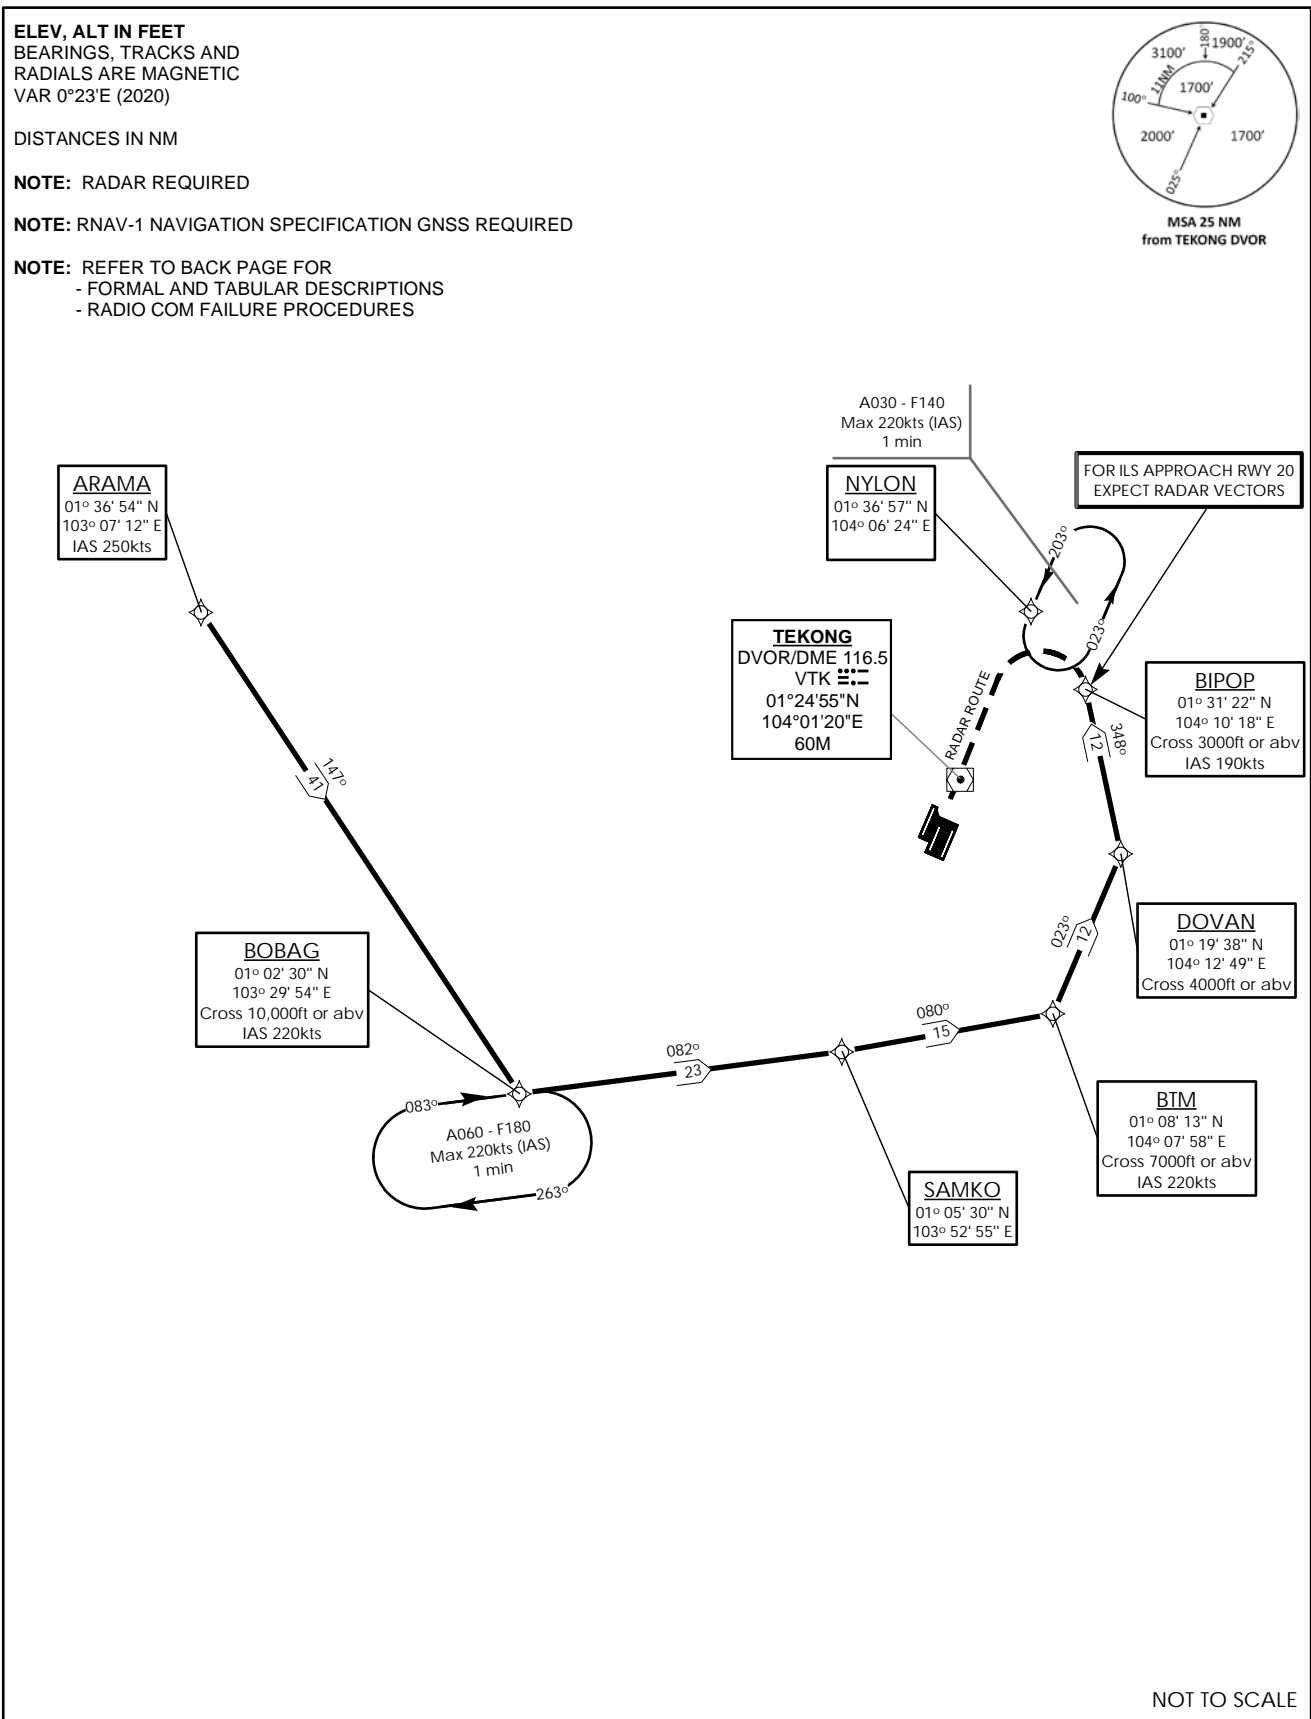 ELEV, ALT IN FEET
BEARINGS, TRACKS AND
RADIALS ARE MAGNETIC
VAR 0°23'E (2020)
DISTANCES IN NM
NOTE: RADAR REQUIRED
NOTE: RNAV-1 NAVIGATION SPECIFICATION GNSS REQUIRED
NOTE: REFER TO BACK PAGE FOR
- FORMAL AND TABULAR DESCRIPTIONS
- RADIO COM FAILURE PROCEDURES
3100'
180°
1900'
215°
11NM
1700'
100°
2000'
1700'
025°
MSA 25 NM
from TEKONG DVOR
A030 - F140
Max 220kts (IAS)
1 min
ARAMA
01° 36' 54" N
103° 07' 12" E
IAS 250kts
NYLON
01° 36' 57" N
104° 06' 24" E
FOR ILS APPROACH RWY 20
EXPECT RADAR VECTORS
203°
023°
TEKONG
DVOR/DME 116.5
VTK
01°24'55"N
104°01'20"E
60M
RADAR ROUTE
BIPOP
01° 31' 22" N
104° 10' 18" E
Cross 3000ft or abv
IAS 190kts
348°
12
147°
41
DOVAN
01° 19' 38" N
104° 12' 49" E
Cross 4000ft or abv
023°
12
BOBAG
01° 02' 30" N
103° 29' 54" E
Cross 10,000ft or abv
IAS 220kts
082°
23
080°
15
083°
A060 - F180
Max 220kts (IAS)
1 min
263°
BTM
01° 08' 13" N
104° 07' 58" E
Cross 7000ft or abv
IAS 220kts
SAMKO
01° 05' 30" N
103° 52' 55" E
NOT TO SCALE